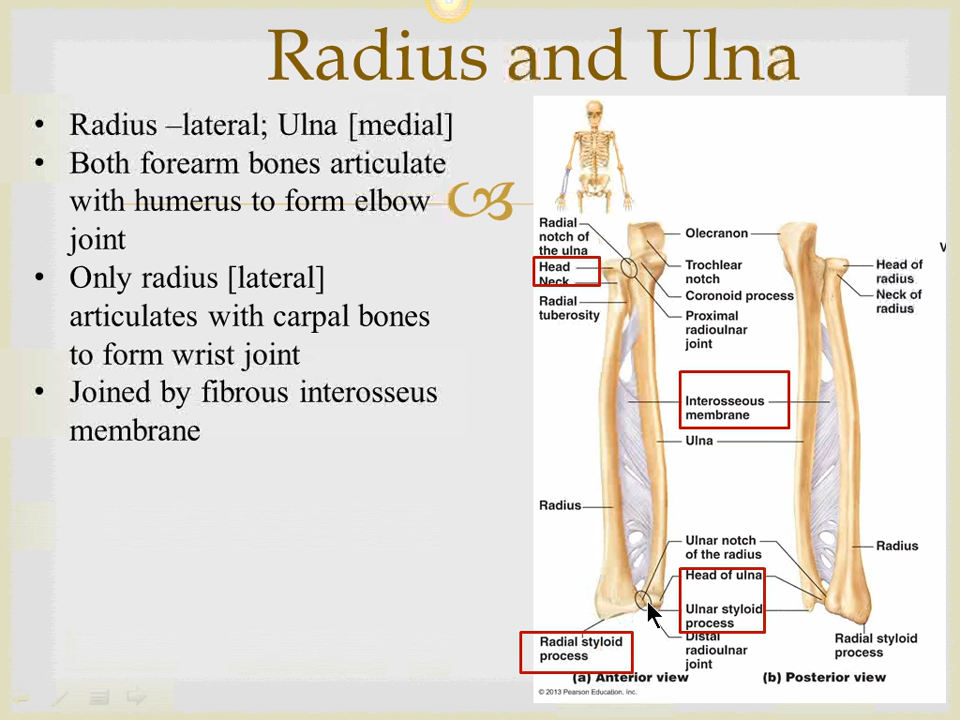 Radius and Ulna
• Radius –lateral; Ulna [medial]
• Both forearm bones articulate
with humerus to form elbow
joint
• Only radius [lateral]
articulates with carpal bones
to form wrist joint
• Joined by fibrous interosseus
membrane
Radial
notch of
the ulna
Head
Neck
Radial
tuberosity
Radius
Radial styloid
process
Olecranon
Trochlear
notch
Coronoid process
Proximal
radioulnar
joint
Interosseous
membrane
Ulna
Ulnar notch
of the radius
Head of ulna
Ulnar styloid
process
Distal
radioulnar
joint
V
Head of
radius
Neck of
radius
Radius
Radial styloid
process
(a) Anterior view
(b) Posterior view
© 2013 Pearson Education, Inc.